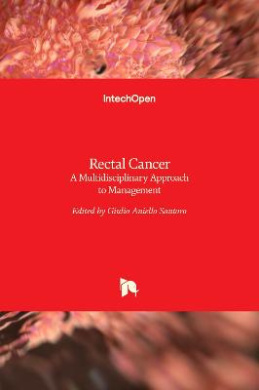 IntechOpen
Rectal Cancer
A Multidisciplinary Approach
to Management
Edited by Giulio Aniello Santoro